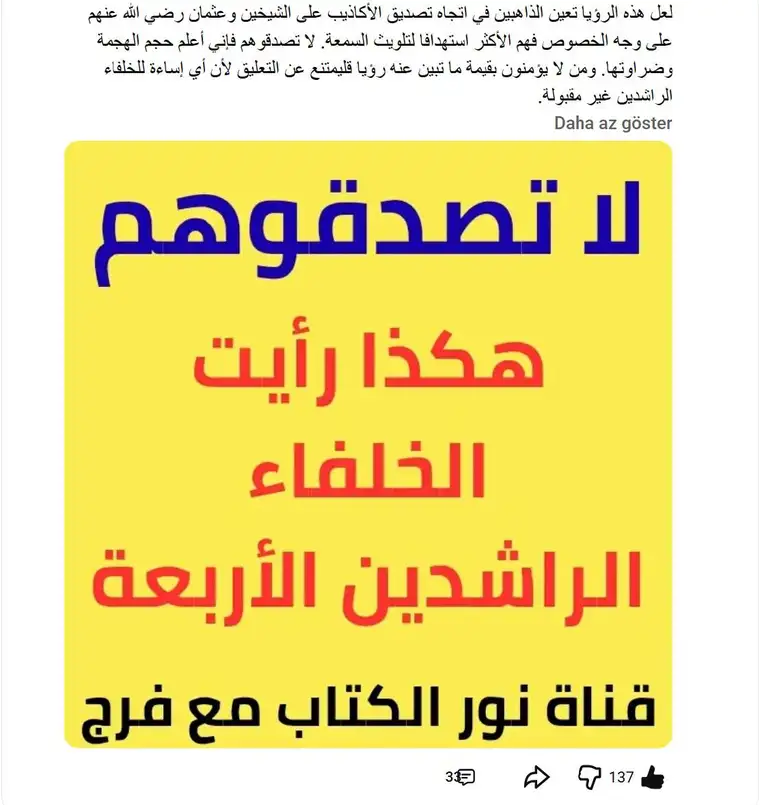 لعل هذه الرؤيا تعين الذاهبين في اتجاه تصديق الأكاذيب على الشيخين وعثمان رضي الله عنهم
على وجه الخصوص فهم الأكثر استهدافا لتلويث السمعة. لا تصدقوهم فإني أعلم حجم الهجمة
وضراوتها. ومن لا يؤمنون بقيمة ما تبين عنه رؤيا قليمتنع عن التعليق لأن أي إساءة للخلفاء
الراشدين غير مقبولة.
Daha az göster
لا تصدقوهم
هكذا رأيت
الخلفاء
الراشدين الأربعة
قناة نور الكتاب مع فرج
137
33